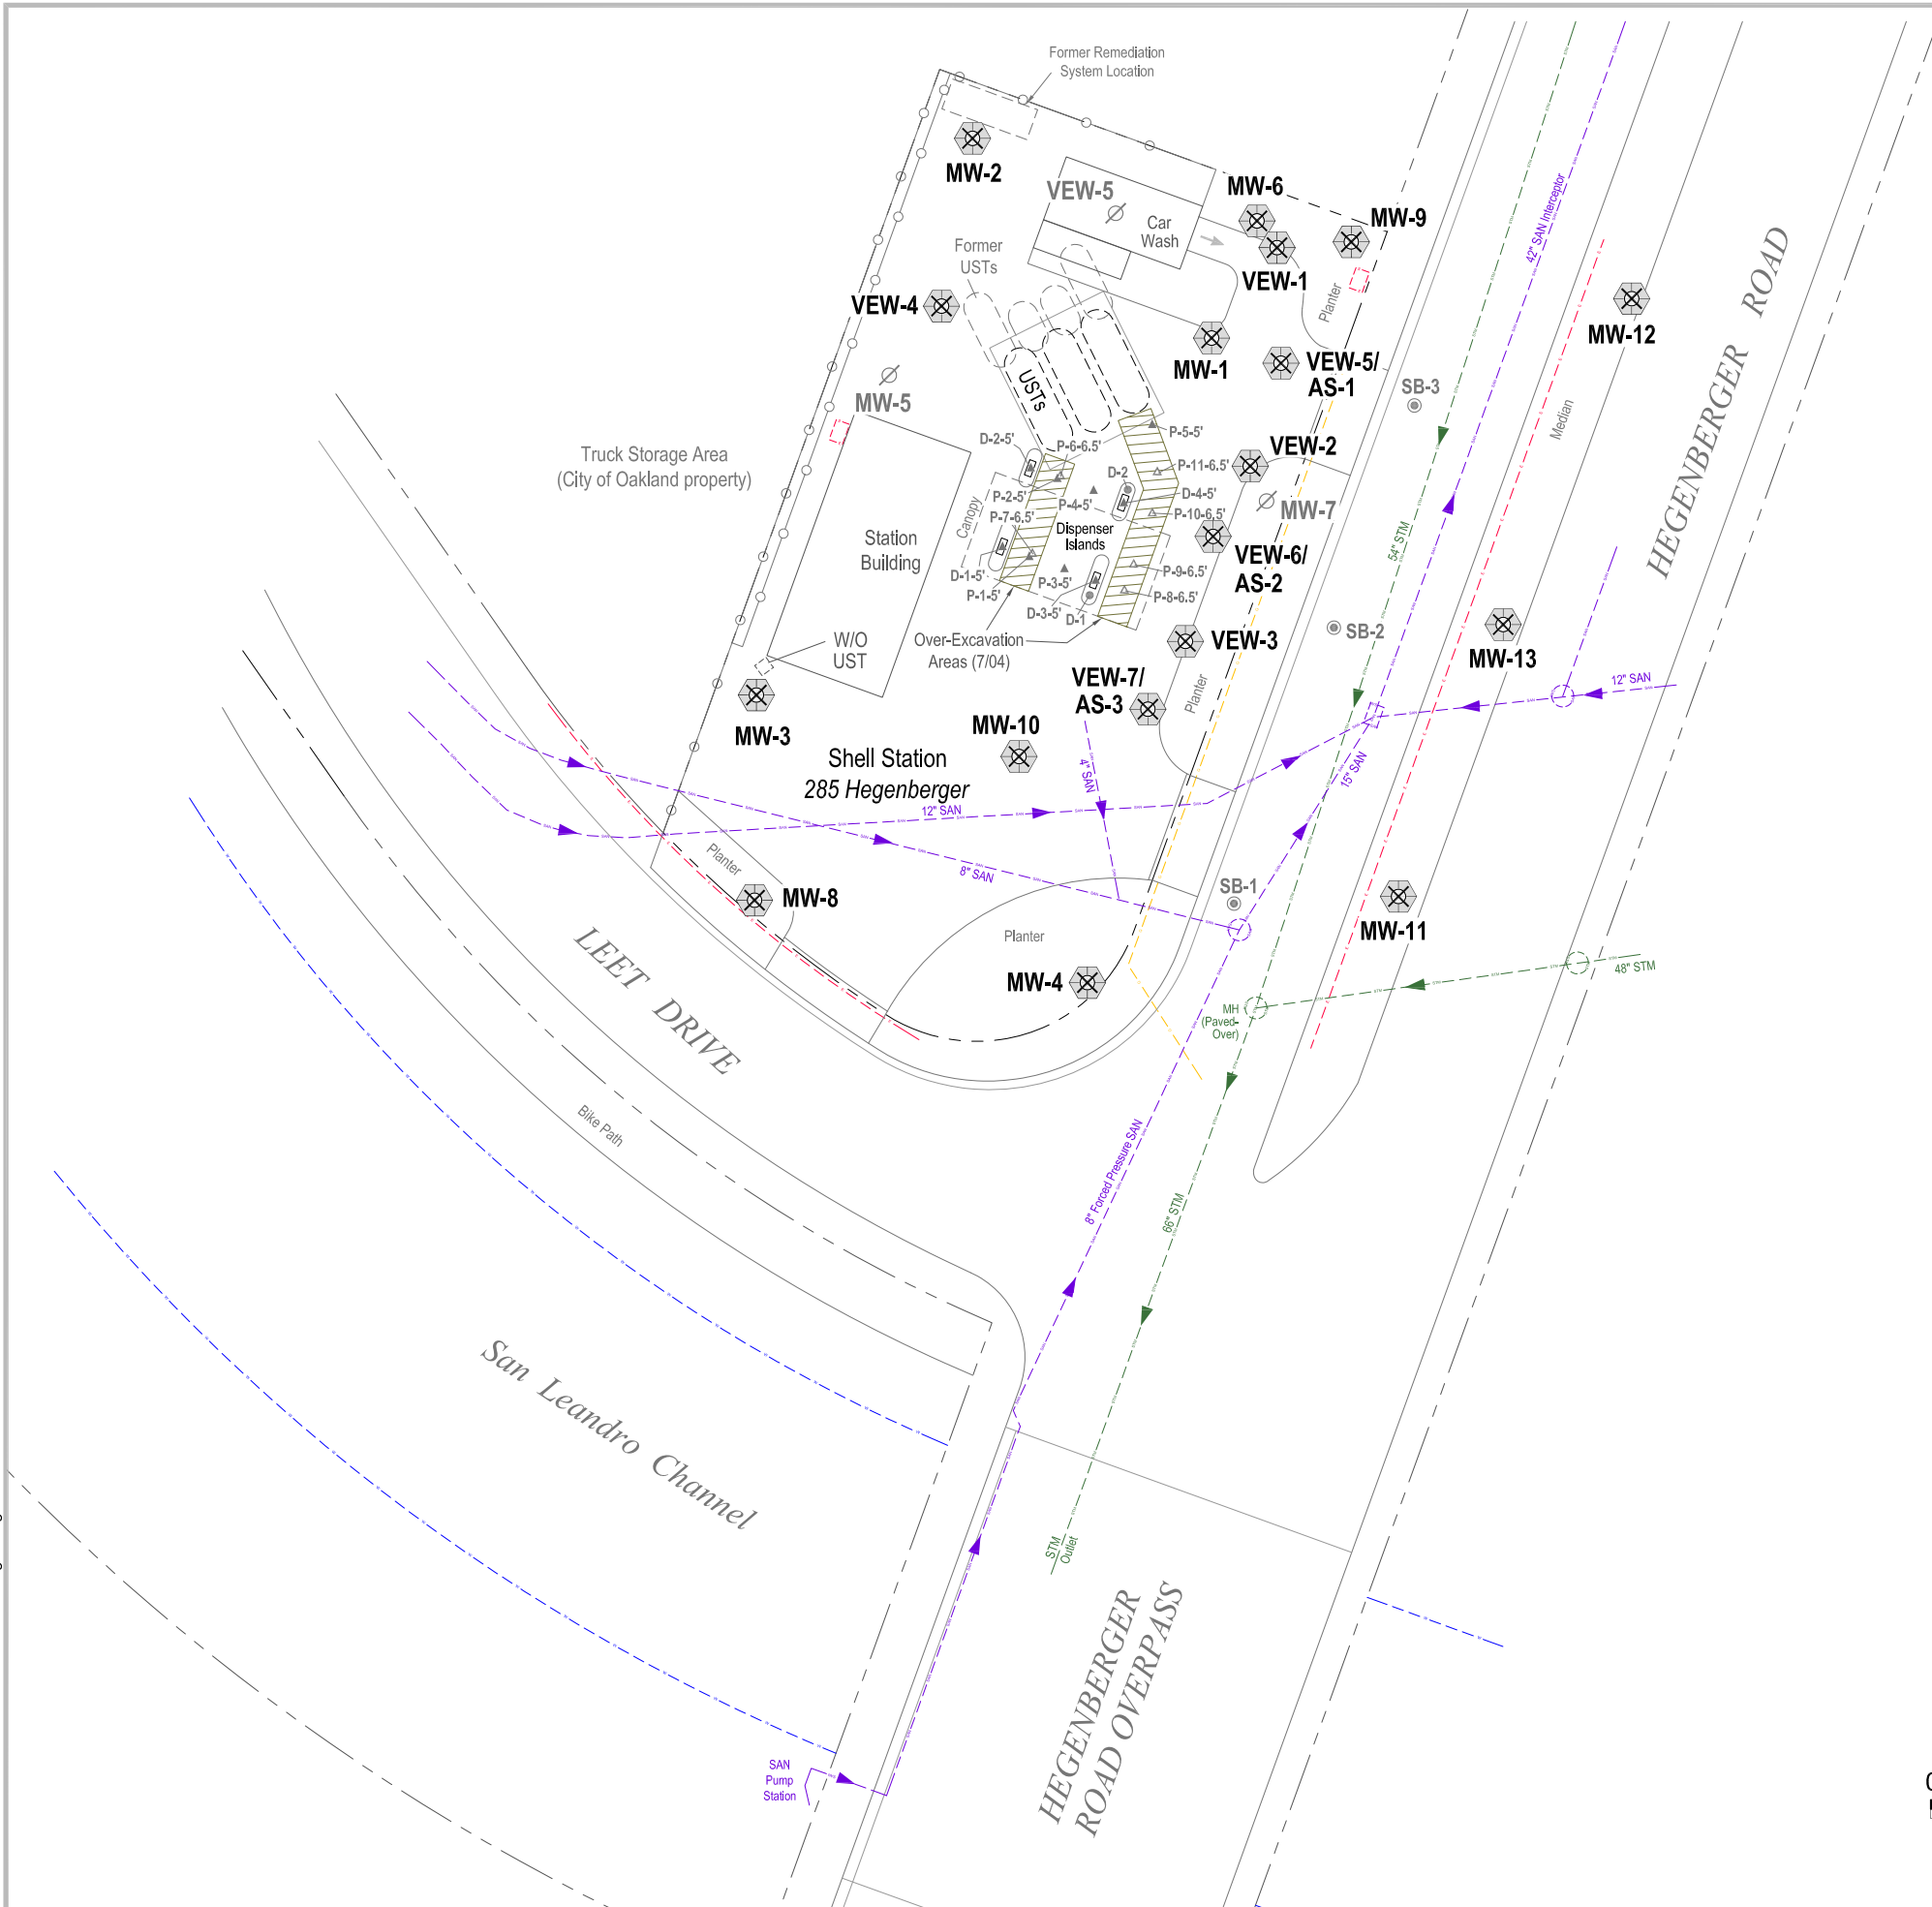 Former Remediation
System Location
MW-2
VEW-5
Car
Wash
MW-6
MW-9
VEW-1
Former
USTs
VEW-4
Planter
MW-1
VEW-5/
AS-1
USTs
MW-5
SB-3
MW-12
42" SAN Interceptor
HEGENBERGER ROAD
Median
Truck Storage Area
(City of Oakland property)
D-2-5'
P-6-6.5'
P-5-5'
P-11-6.5'
D-2
D-4-5'
P-2-5'
P-4-5'
P-7-6.5'
P-10-6.5'
Canopy
Dispenser
Islands
VEW-2
MW-7
Station
Building
D-1-5'
P-1-5'
P-3-5'
D-3-5'
D-1
P-9-6.5'
P-8-6.5'
VEW-6/
AS-2
54" STM
Over-Excavation
Areas (7/04)
W/O
UST
VEW-3
SB-2
MW-13
VEW-7/
AS-3
Planter
12" SAN
MW-3
MW-10
Shell Station
285 Hegenberger
4" SAN
15" SAN
12" SAN
8" SAN
Planter
MW-8
SB-1
MW-11
Planter
MW-4
48" STM
MH
(Paved-
Over)
LEET DRIVE
Bike Path
8" Forced Pressure SAN
66" STM
San Leandro Channel
STM
Outlet
HEGENBERGER
ROAD OVERPASS
SAN
Pump
Station